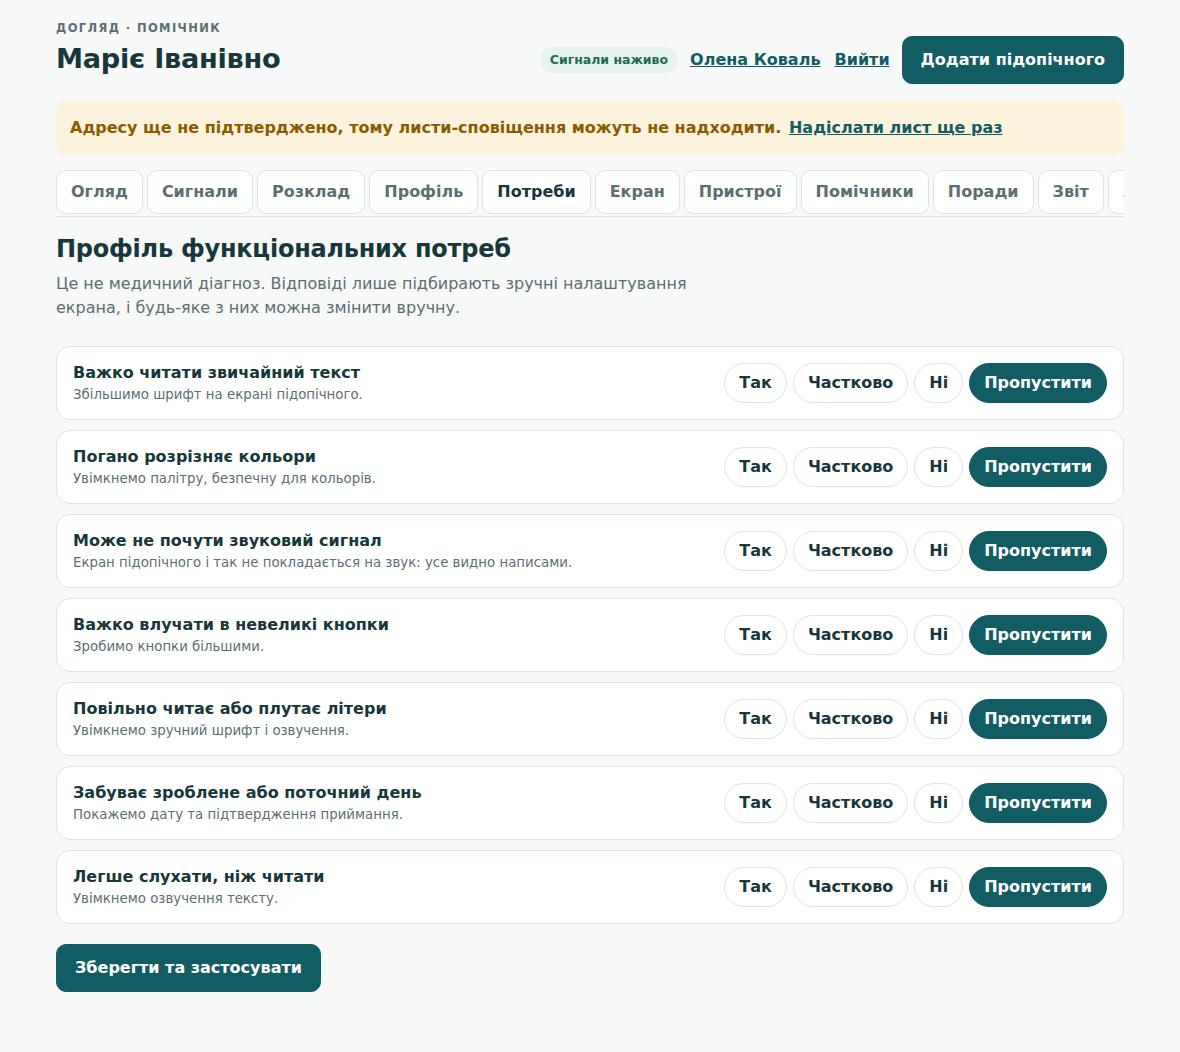 ДОГЛЯД · ПОМІЧНИК
Маріє Іванівно
Сигнали наживо Олена Коваль Вийти Додати підопічного
Адресу ще не підтверджено, тому листи-сповіщення можуть не надходити. Надіслати лист ще раз
Огляд Сигнали Розклад Профіль Потреби Екран Пристрої Помічники Поради Звіт
Профіль функціональних потреб
Це не медичний діагноз. Відповіді лише підбирають зручні налаштування
екрана, і будь-яке з них можна змінити вручну.
Важко читати звичайний текст
Збільшимо шрифт на екрані підопічного.
Так Частково Ні Пропустити
Погано розрізняє кольори
Увімкнемо палітру, безпечну для кольорів.
Так Частково Ні Пропустити
Може не почути звуковий сигнал
Екран підопічного і так не покладається на звук: усе видно написами.
Так Частково Ні Пропустити
Важко влучати в невеликі кнопки
Зробимо кнопки більшими.
Так Частково Ні Пропустити
Повільно читає або плутає літери
Увімкнемо зручний шрифт і озвучення.
Так Частково Ні Пропустити
Забуває зроблене або поточний день
Покажемо дату та підтвердження приймання.
Так Частково Ні Пропустити
Легше слухати, ніж читати
Увімкнемо озвучення тексту.
Так Частково Ні Пропустити
Зберегти та застосувати